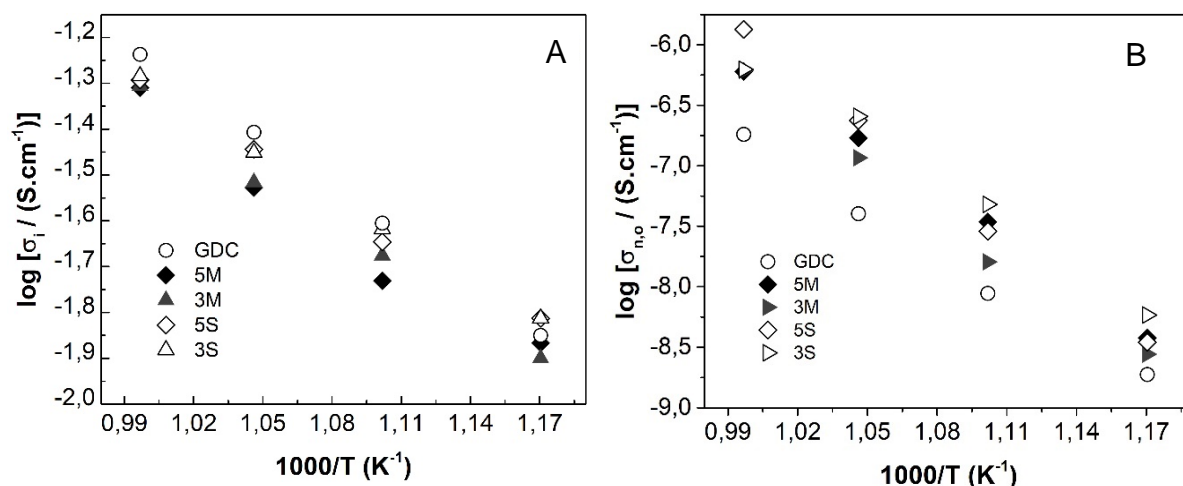 A
-1,2
-1,3
-1,4
-1,5
-1,6
-1,7
-1,8
-1,9
-2,0
log [σi / (S.cm-1)]
GDC
5M
3M
5S
3S
0,99 1,02 1,05 1,08 1,11 1,14 1,17
1000/T (K-1)
B
-6,0
-6,5
-7,0
-7,5
-8,0
-8,5
-9,0
log [σn,o / (S.cm-1)]
GDC
5M
3M
5S
3S
0,99 1,02 1,05 1,08 1,11 1,14 1,17
1000/T (K-1)